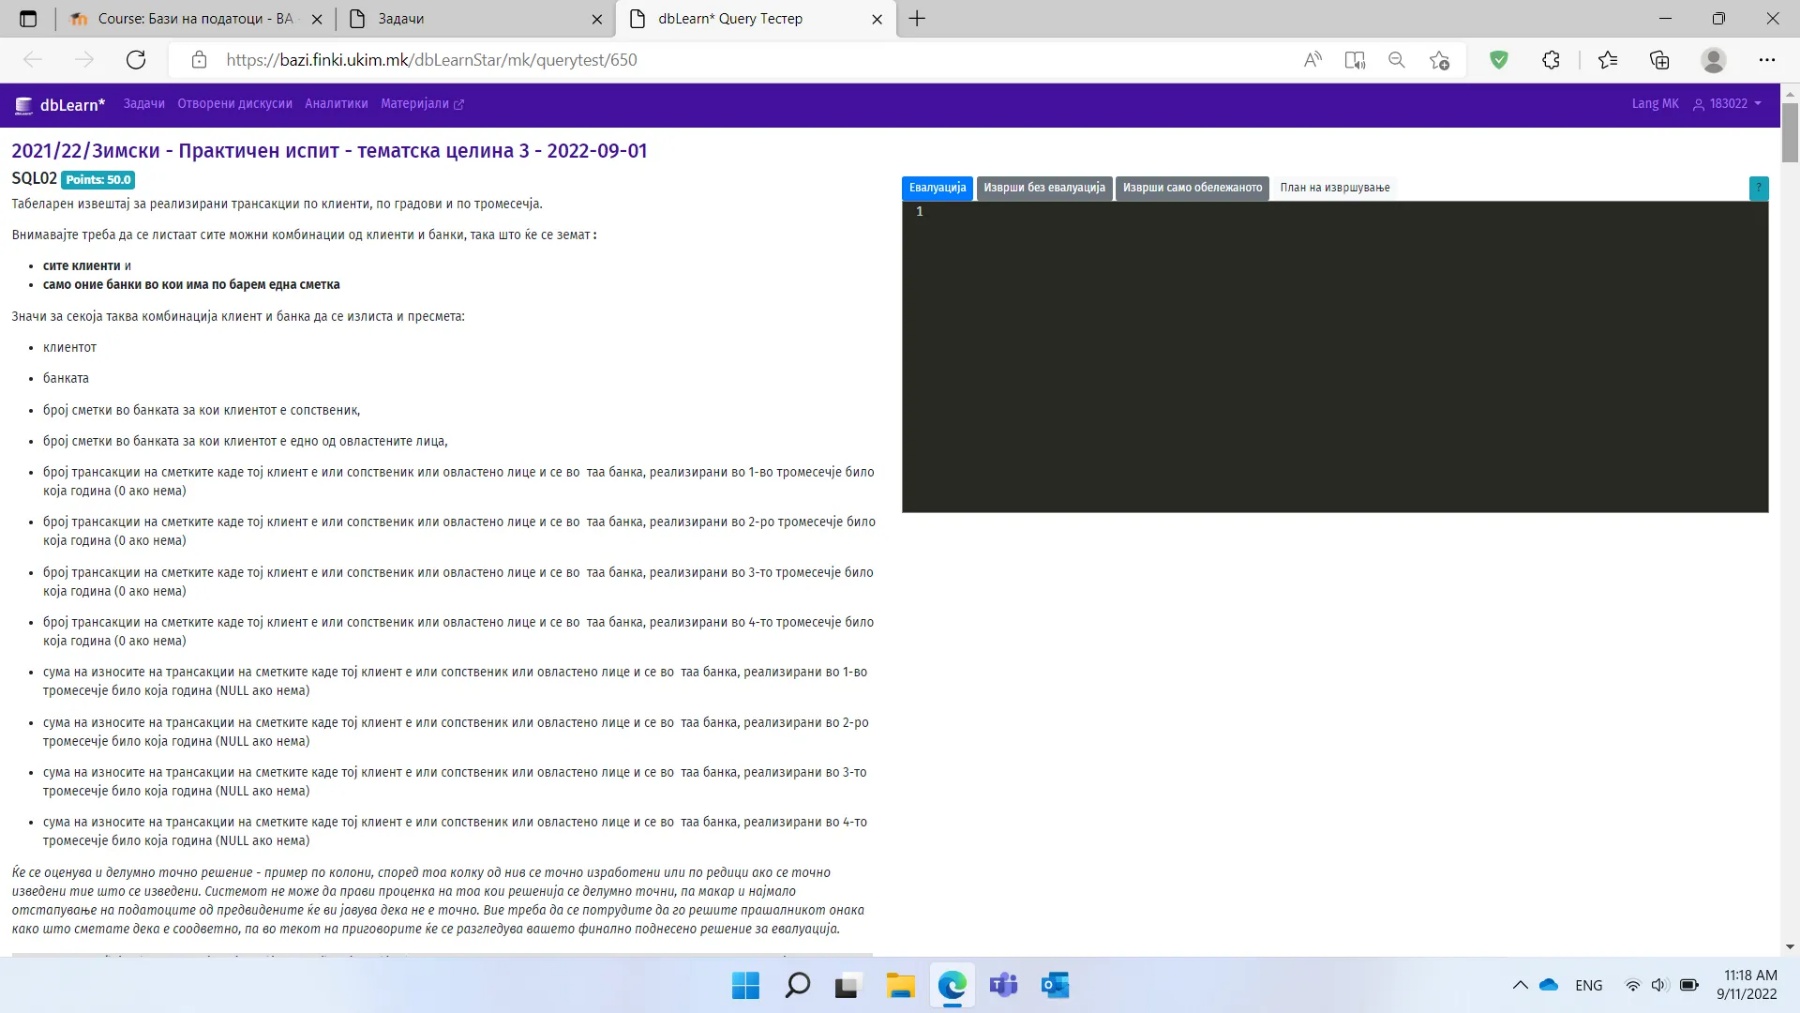 Course: Бази на податоци - ВА
Задачи
dbLearn* Query Тестер
https://bazi.finki.ukim.mk/dbLearnStar/mk/querytest/650
dbLearn* Задачи Отворени дискусии Аналитики Материјали
Lang MK 183022
2021/22/Зимски - Практичен испит - тематска целина 3 - 2022-09-01
SQL02 Points: 50.0
Табеларен извештај за реализирани трансакции по клиенти, по градови и по тромесечја.
Внимавајте треба да се листаат сите можни комбинации од клиенти и банки, така што ќе се земат :
• сите клиенти и
• само оние банки во кои има по барем една сметка
Значи за секоја таква комбинација клиент и банка да се излиста и пресмета:
• клиентот
• банката
• број сметки во банката за кои клиентот е сопственик,
• број сметки во банката за кои клиентот е едно од овластените лица,
• број трансакции на сметките каде тој клиент е или сопственик или овластено лице и се во таа банка, реализирани во 1-во тромесечје било
која година (0 ако нема)
• број трансакции на сметките каде тој клиент е или сопственик или овластено лице и се во таа банка, реализирани во 2-ро тромесечје било
која година (0 ако нема)
• број трансакции на сметките каде тој клиент е или сопственик или овластено лице и се во таа банка, реализирани во 3-то тромесечје било
која година (0 ако нема)
• број трансакции на сметките каде тој клиент е или сопственик или овластено лице и се во таа банка, реализирани во 4-то тромесечје било
која година (0 ако нема)
• сума на износите на трансакции на сметките каде тој клиент е или сопственик или овластено лице и се во таа банка, реализирани во 1-во
тромесечје било која година (NULL ако нема)
• сума на износите на трансакции на сметките каде тој клиент е или сопственик или овластено лице и се во таа банка, реализирани во 2-ро
тромесечје било која година (NULL ако нема)
• сума на износите на трансакции на сметките каде тој клиент е или сопственик или овластено лице и се во таа банка, реализирани во 3-то
тромесечје било која година (NULL ако нема)
• сума на износите на трансакции на сметките каде тој клиент е или сопственик или овластено лице и се во таа банка, реализирани во 4-то
тромесечје било која година (NULL ако нема)
Ќе се оценува и делумно точно решение - пример по колони, според тоа колку од нив се точно изработени или по редици ако се точно
изведени тие што се изведени. Системот не може да прави проценка на тоа кои решенија се делумно точни, па макар и најмало
отстапување на податоците од предвидените ќе ви јавува дека не е точно. Вие треба да се потрудите да го решите прашалникот онака
како што сметате дека е соодветно, па во текот на приговорите ќе се разгледува вашето финално поднесено решение за евалуација.
Евалуација Изврши без евалуација Изврши само обележаното План на извршување ?
1
ENG
11:18 AM
9/11/2022